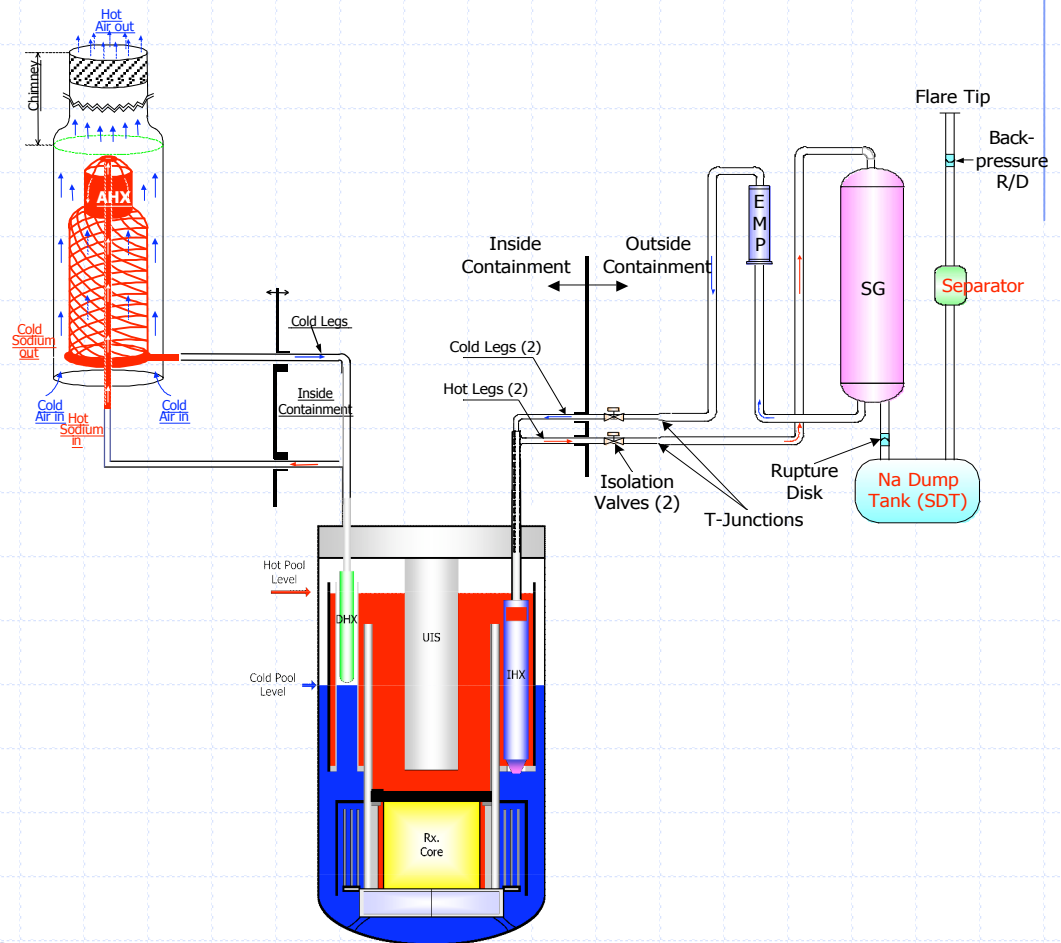 Hot
Air out
Chimney
AHX
Cold
Sodium
out
Cold
Air in
Hot
Sodium
in
Cold
Air in
Cold Legs
Inside
Containment
Inside
Containment
Outside
Containment
Cold Legs (2)
Hot Legs (2)
Isolation
Valves (2)
T-Junctions
E
M
P
SG
Flare Tip
Back-
pressure
R/D
Separator
Rupture
Disk
Na Dump
Tank (SDT)
Hot Pool
Level
Cold Pool
Level
DHX
UIS
IHX
Rx.
Core